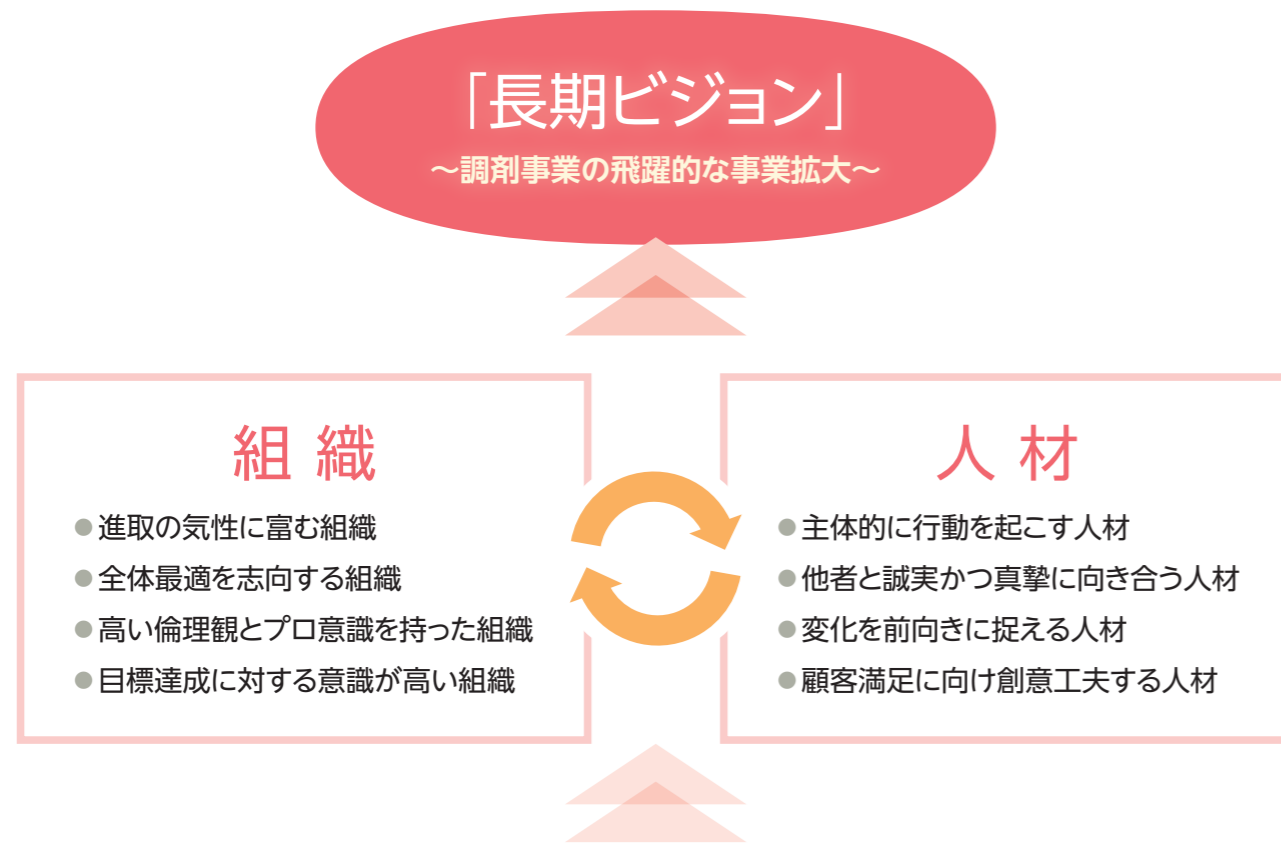 「長期ビジョン」
～調剤事業の飛躍的な事業拡大～
組織
●進取の気性に富む組織
●全体最適を志向する組織
●高い倫理観とプロ意識を持った組織
●目標達成に対する意識が高い組織
人材
●主体的に行動を起こす人材
●他者と誠実かつ真摯に向き合う人材
●変化を前向きに捉える人材
●顧客満足に向け創意工夫する人材